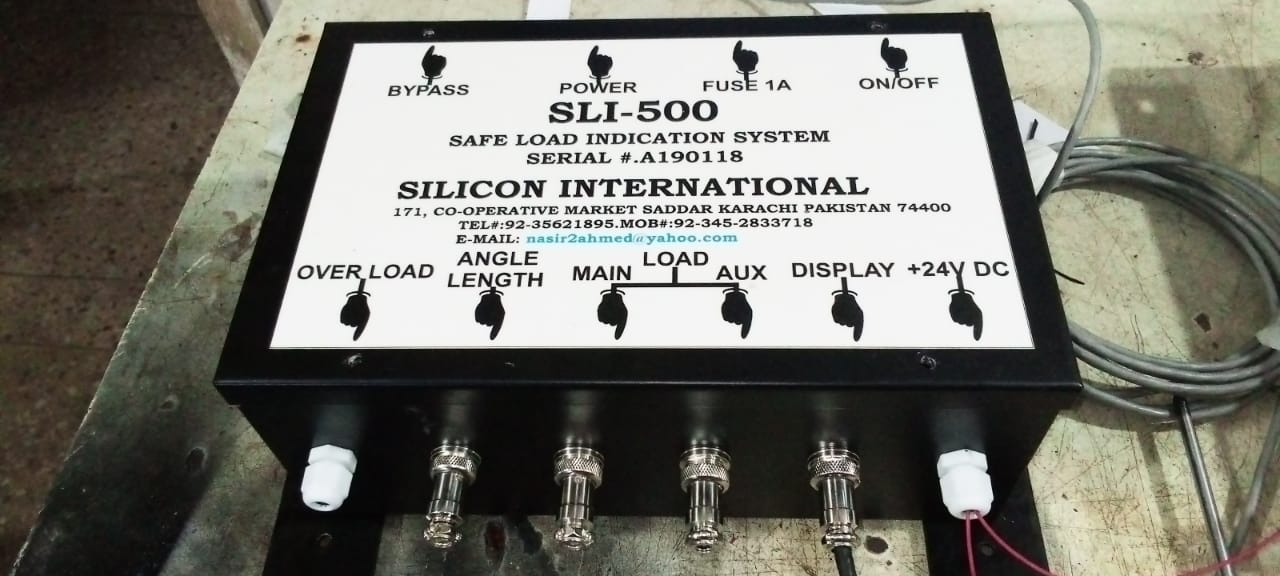 BYPASS POWER FUSE 1A ON/OFF
SLI-500
SAFE LOAD INDICATION SYSTEM
SERIAL #.A190118
SILICON INTERNATIONAL
171, CO-OPERATIVE MARKET SADDAR KARACHI PAKISTAN 74400
TEL#:92-35621895.MOB#:92-345-2833718
E-MAIL: nasir2ahmed@yahoo.com
OVER LOAD
ANGLE
LENGTH
LOAD
MAIN AUX
DISPLAY
+24V DC